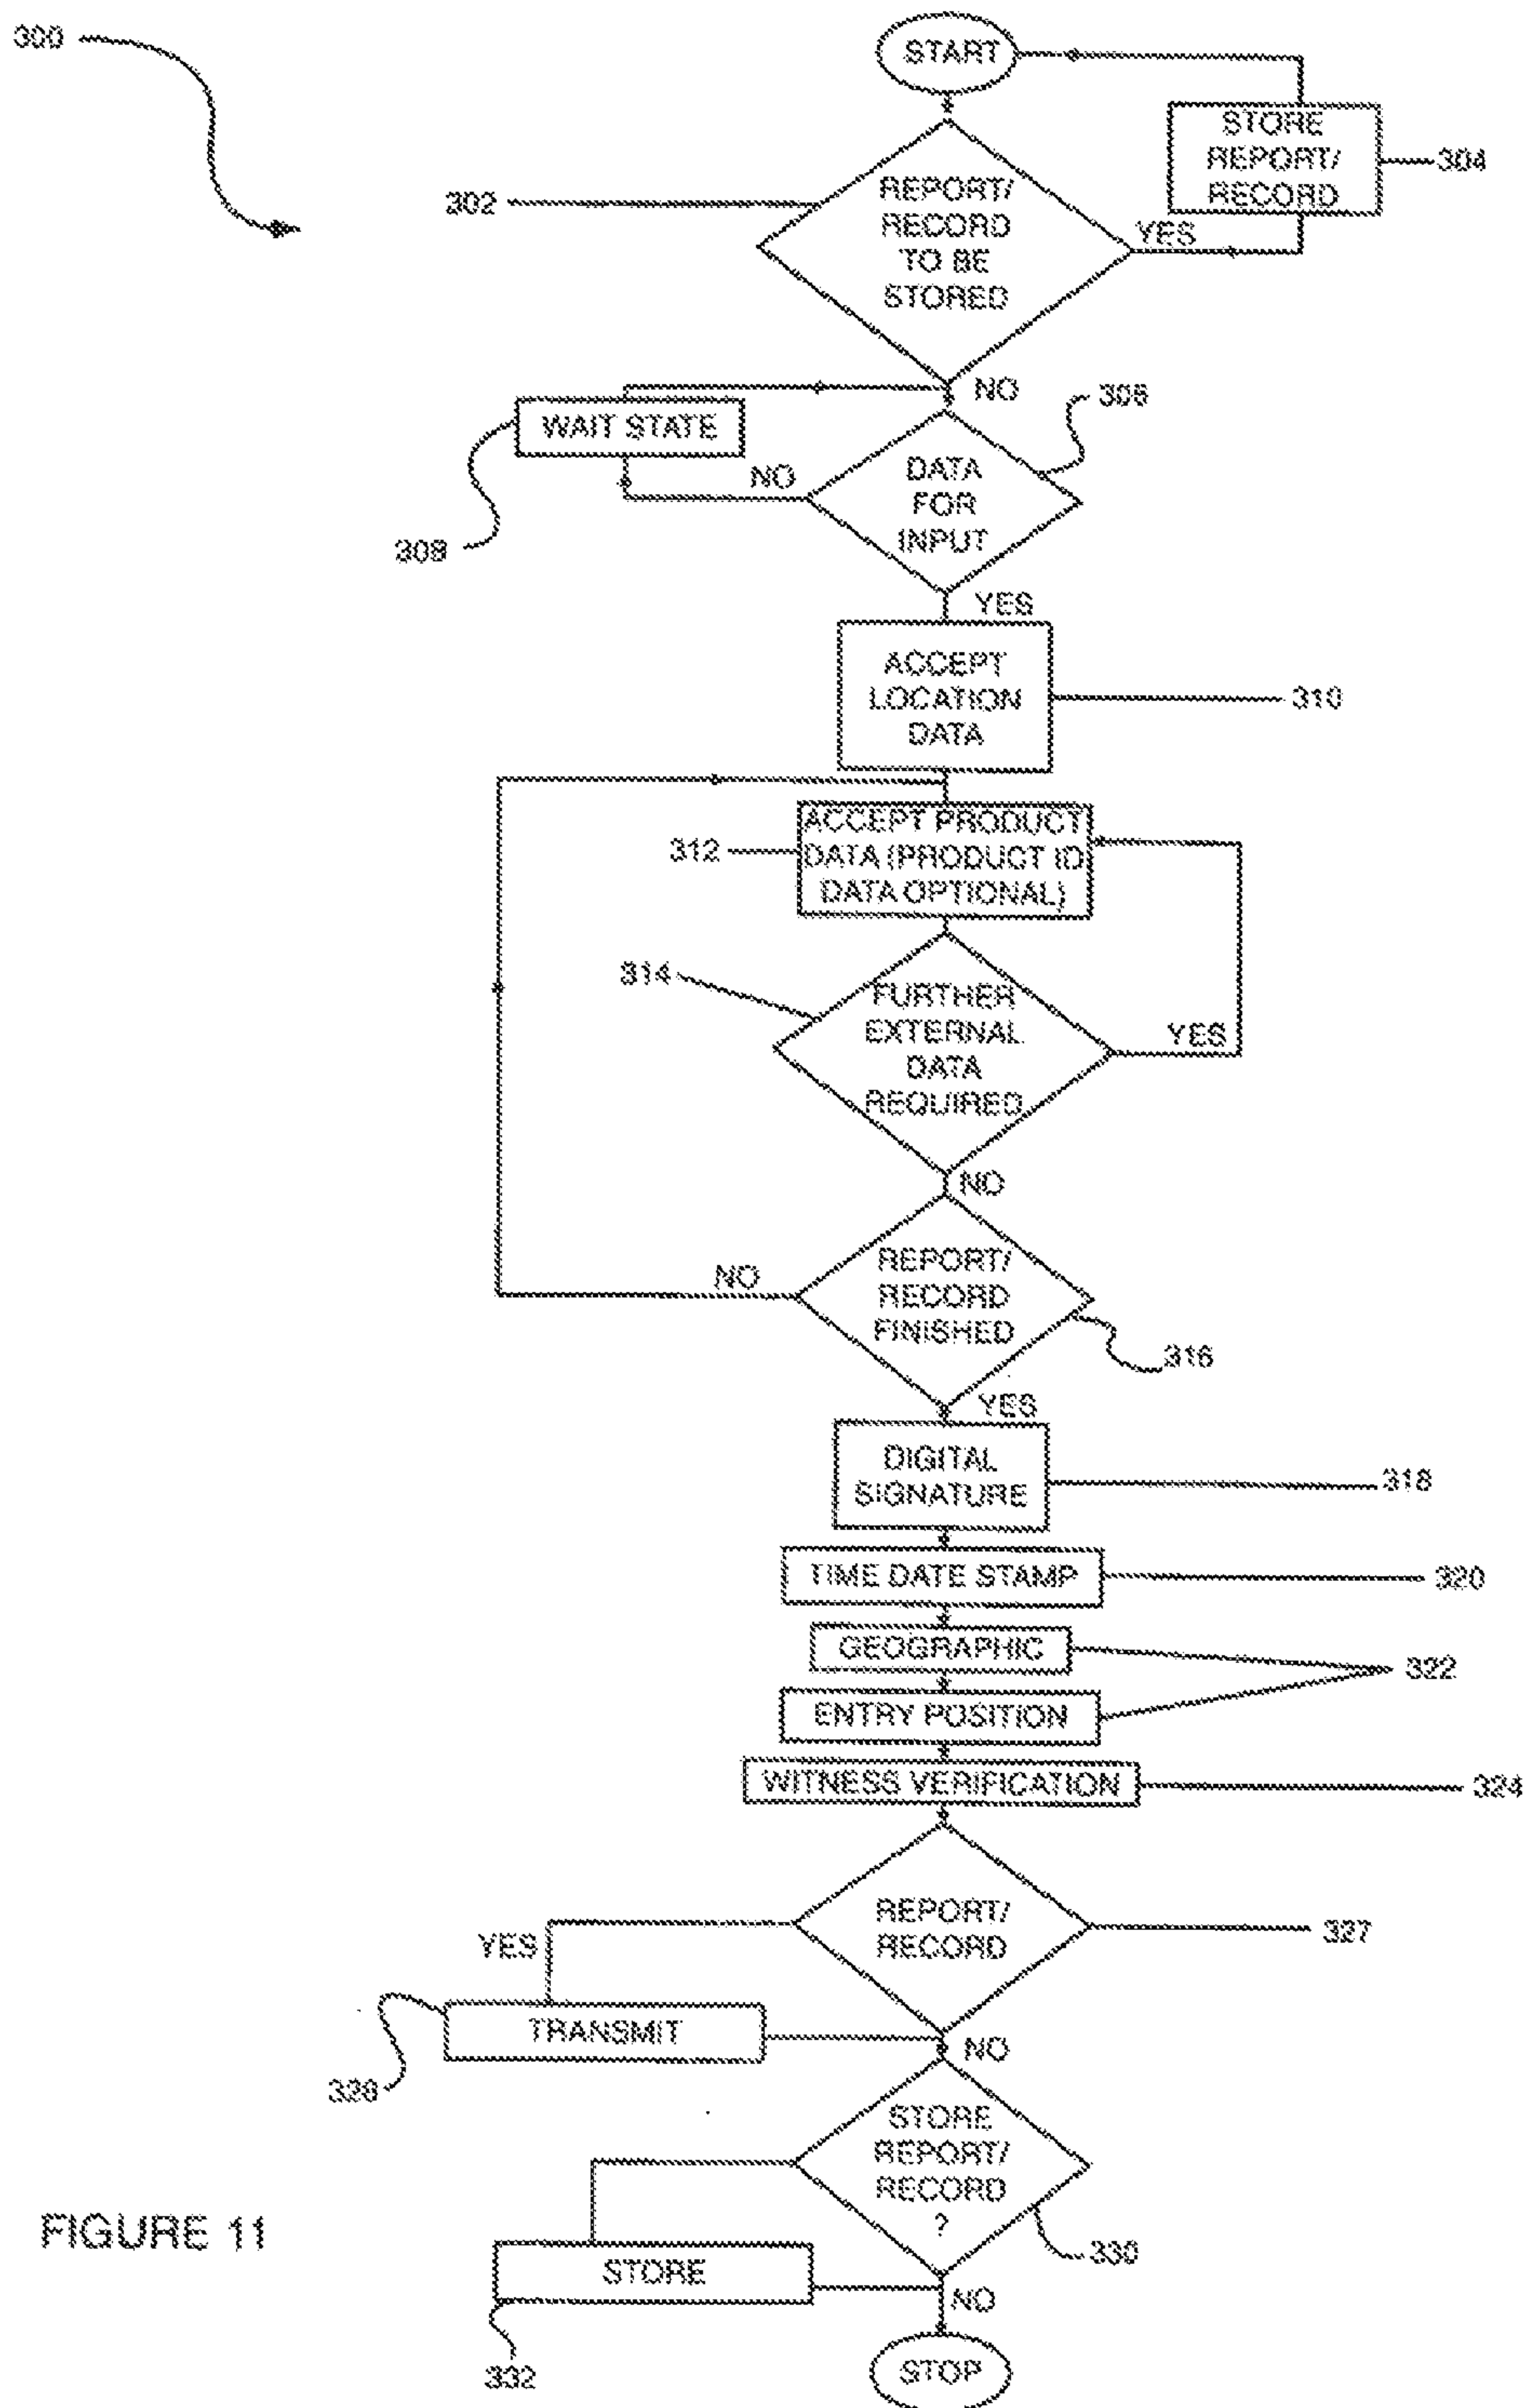 300
START
STORE
REPORT/
RECORD
304
302
REPORT/
RECORD
TO BE
STORED
YES
NO
WAIT STATE
306
308
NO
DATA
FOR
INPUT
YES
ACCEPT
LOCATION
DATA
310
312
ACCEPT PRODUCT
DATA (PRODUCT ID
DATA OPTIONAL)
314
FURTHER
EXTERNAL
DATA
REQUIRED
YES
NO
NO
REPORT/
RECORD
FINISHED
316
YES
DIGITAL
SIGNATURE
318
TIME DATE STAMP
320
GEOGRAPHIC
322
ENTRY POSITION
WITNESS VERIFICATION
324
REPORT/
RECORD
327
YES
TRANSMIT
NO
STORE
REPORT/
RECORD
?
330
FIGURE 11
STORE
NO
332
STOP